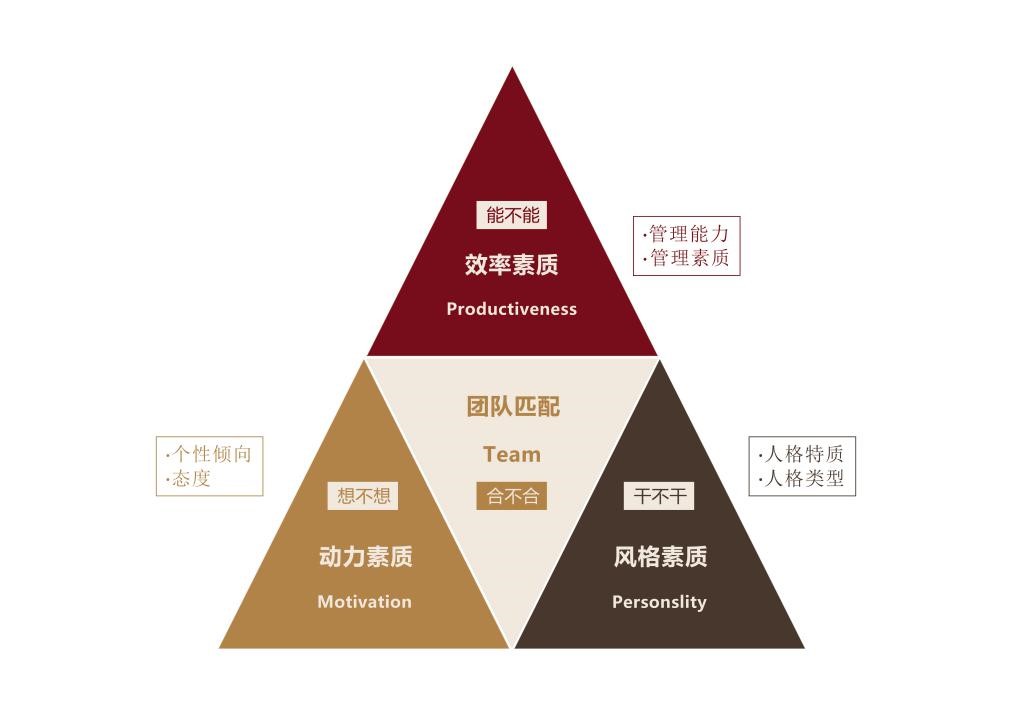 能不能
效率素质
Productiveness
·管理能力
·管理素质
团队匹配
Team
合不合
·个性倾向
·态度
想不想
动力素质
Motivation
·人格特质
·人格类型
干不干
风格素质
Personslity